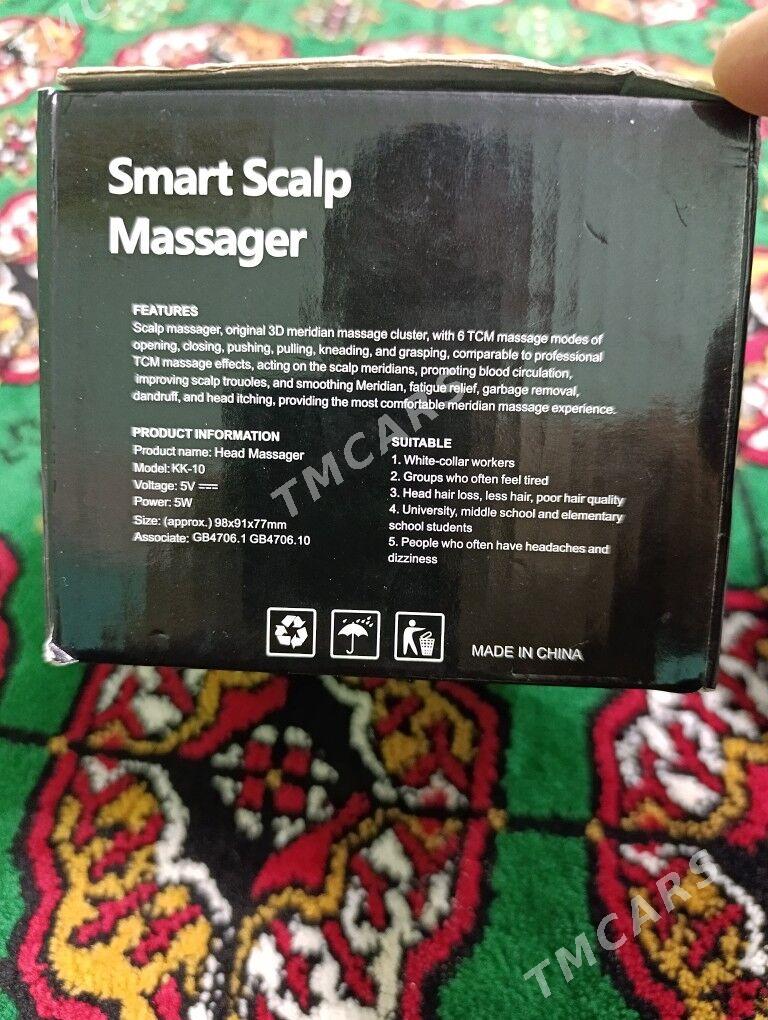 Smart Scalp
Massager
FEATURES
Scalp massager, original 3D meridian massage cluster, with 6 TCM massage modes of
opening, closing, pushing, pulling, kneading, and grasping, comparable to professional
TCM massage effects, acting on the scalp meridians, promoting blood circulation,
improving scalp trouoles, and smoothing Meridian, fatigue relief, garbage removal,
dandruff, and head itching, providing the most comfortable meridian massage experience.
PRODUCT INFORMATION
Product name: Head Massager
Model: KK-10
Voltage: 5V ⎓
Power: 5W
Size: (approx.) 98x91x77mm
Associate: GB4706.1 GB4706.10
SUITABLE
1. White-collar workers
2. Groups who often feel tired
3. Head hair loss, less hair, poor hair quality
4. University, middle school and elementary
school students
5. People who often have headaches and
dizziness
MADE IN CHINA
TMCARS
TMCARS
TMCARS